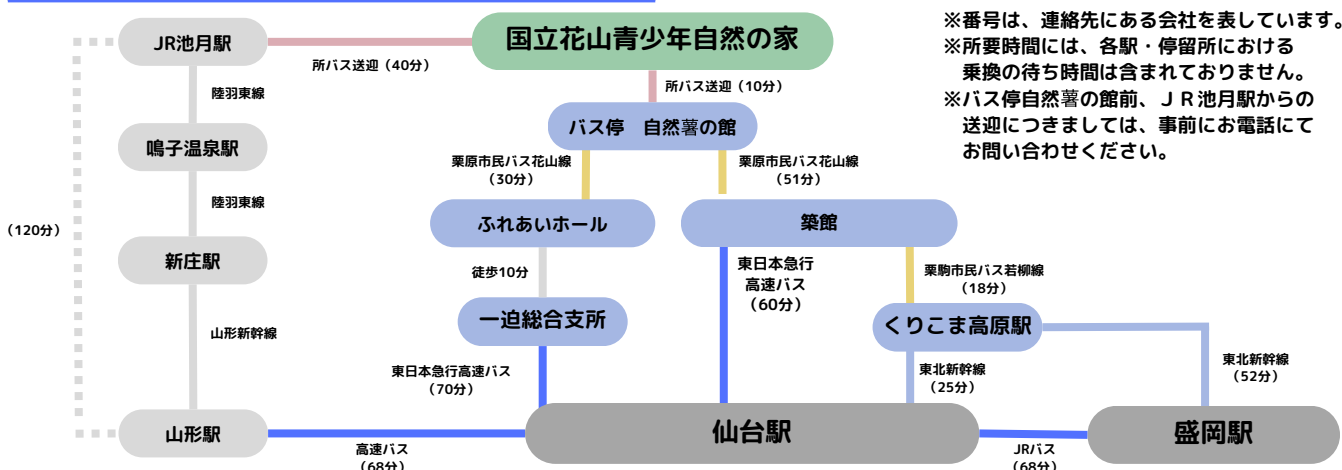 国立花山青少年自然の家
※番号は、連絡先にある会社を表しています。
※所要時間には、各駅・停留所における
乗換の待ち時間は含まれておりません。
※バス停自然薯の館前、ＪＲ池月駅からの
送迎につきましては、事前にお電話にて
お問い合わせください。
JR池月駅
所バス送迎（40分）
所バス送迎（10分）
陸羽東線
バス停　自然薯の館
鳴子温泉駅
栗原市民バス花山線
（30分）
栗原市民バス花山線
（51分）
陸羽東線
ふれあいホール
築館
（120分）
新庄駅
徒歩10分
東日本急行
高速バス
（60分）
栗駒市民バス若柳線
（18分）
山形新幹線
一迫総合支所
くりこま高原駅
東日本急行高速バス
（70分）
東北新幹線
（25分）
東北新幹線
（52分）
山形駅
高速バス
（68分）
仙台駅
JRバス
（68分）
盛岡駅